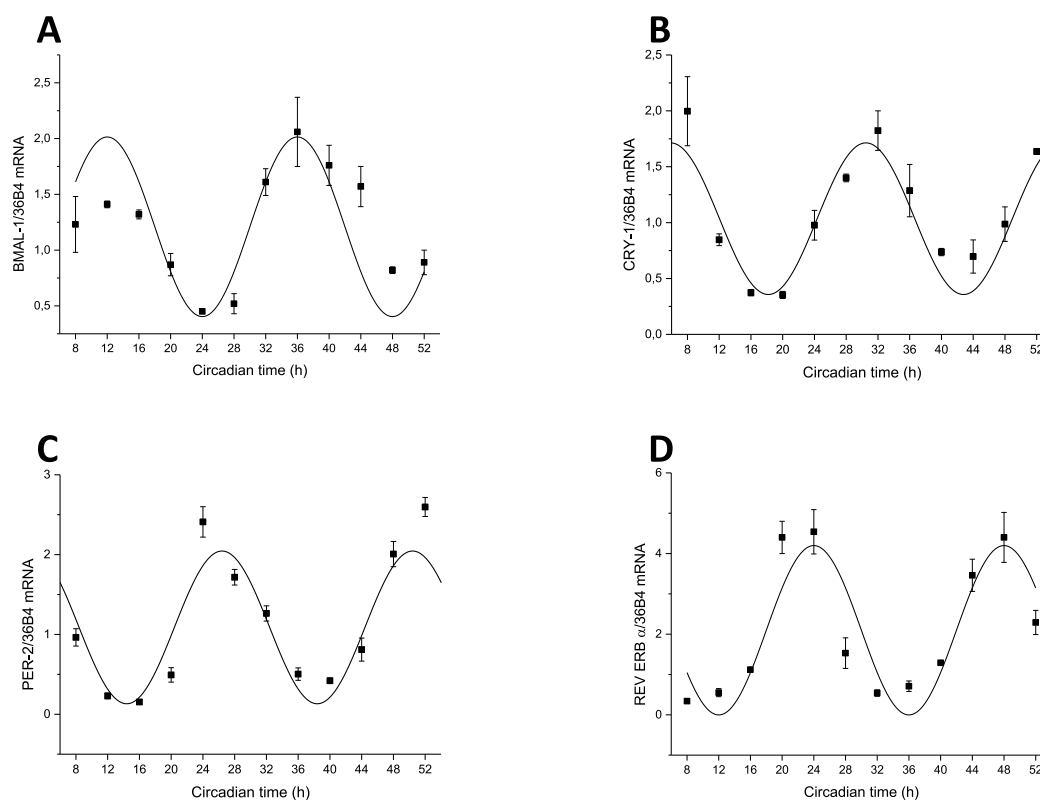 A
BMAL-1/36B4 mRNA
2,5
2,0
1,5
1,0
0,5
8 12 16 20 24 28 32 36 40 44 48 52
Circadian time (h)
B
CRY-1/36B4 mRNA
2,5
2,0
1,5
1,0
0,5
0,0
8 12 16 20 24 28 32 36 40 44 48 52
Circadian time (h)
C
PER-2/36B4 mRNA
3
2
1
0
8 12 16 20 24 28 32 36 40 44 48 52
Circadian time (h)
D
REV ERB α/36B4 mRNA
6
4
2
0
8 12 16 20 24 28 32 36 40 44 48 52
Circadian time (h)